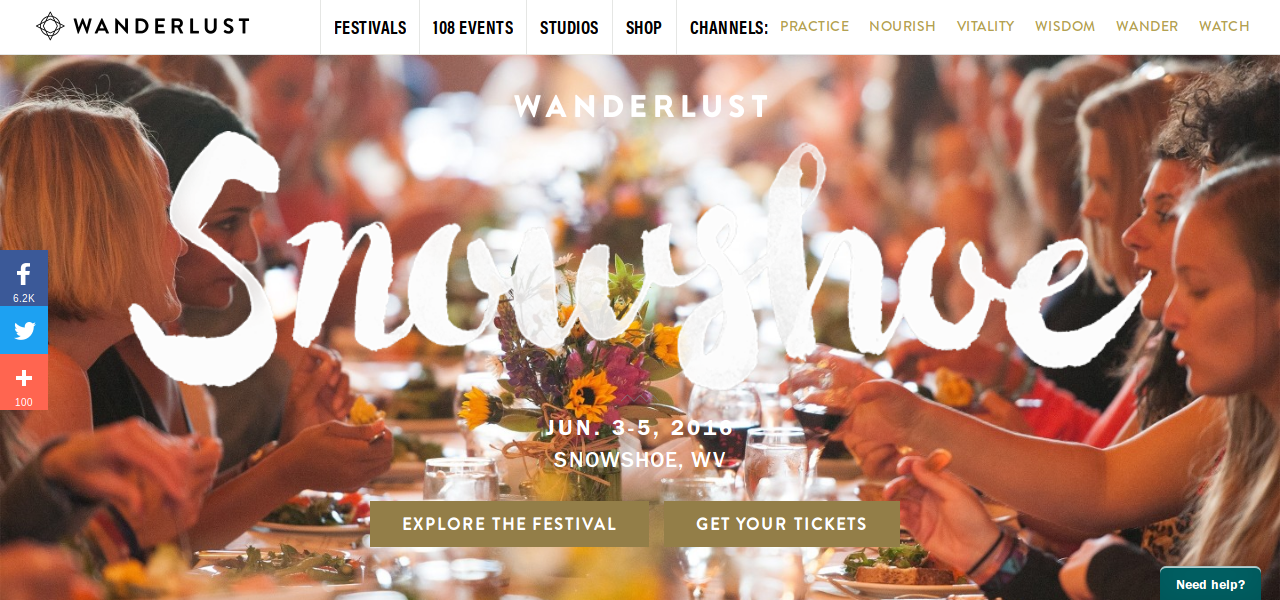 WANDERLUST
FESTIVALS
108 EVENTS
STUDIOS
SHOP
CHANNELS:
PRACTICE
NOURISH
VITALITY
WISDOM
WANDER
WATCH
WANDERLUST
Snowshoe
6.2K
100
JUN. 3-5, 2016
SNOWSHOE, WV
EXPLORE THE FESTIVAL
GET YOUR TICKETS
Need help?